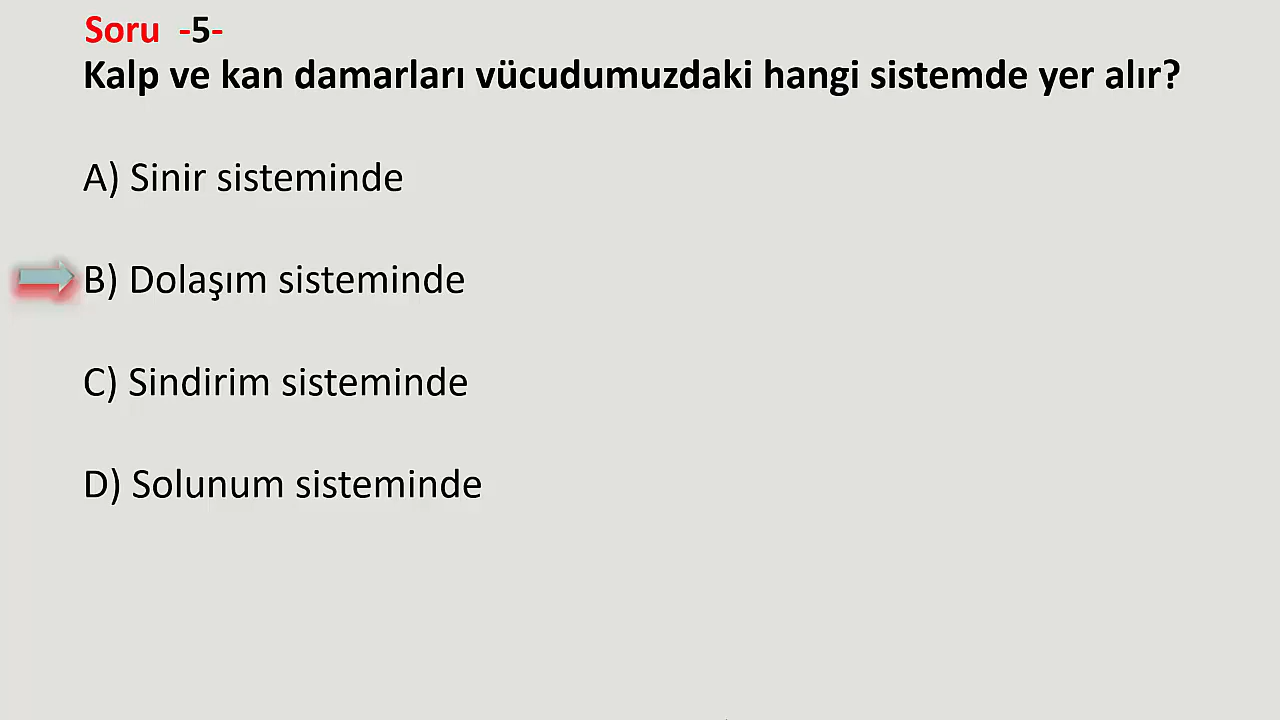 Soru -5-
Kalp ve kan damarları vücudumuzdaki hangi sistemde yer alır?
A) Sinir sisteminde
B) Dolaşım sisteminde
C) Sindirim sisteminde
D) Solunum sisteminde